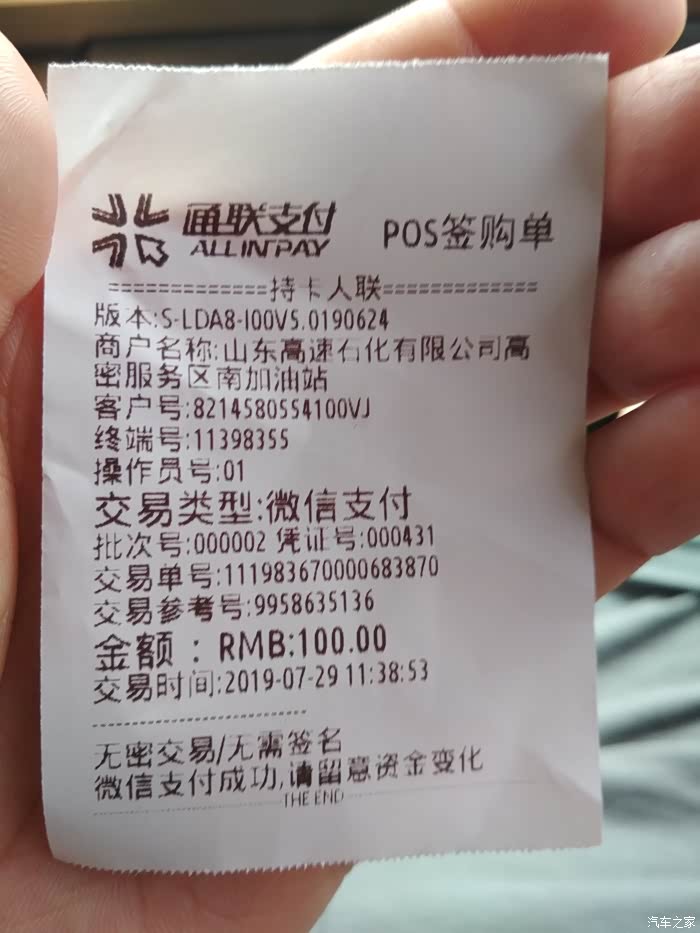 通联支付 POS签购单
ALLINPAY
=============持卡人联=============
版本:S-LDA8-I00V5.0190624
商户名称:山东高速石化有限公司高
密服务区南加油站
客户号:8214580554100VJ
终端号:11398355
操作员号:01
交易类型:微信支付
批次号:000002 凭证号:000431
交易单号:111983670000683870
交易参考号:9958635136
金额：RMB:100.00
交易时间:2019-07-29 11:38:53
无密交易/无需签名
微信支付成功,请留意资金变化
THE END
汽车之家